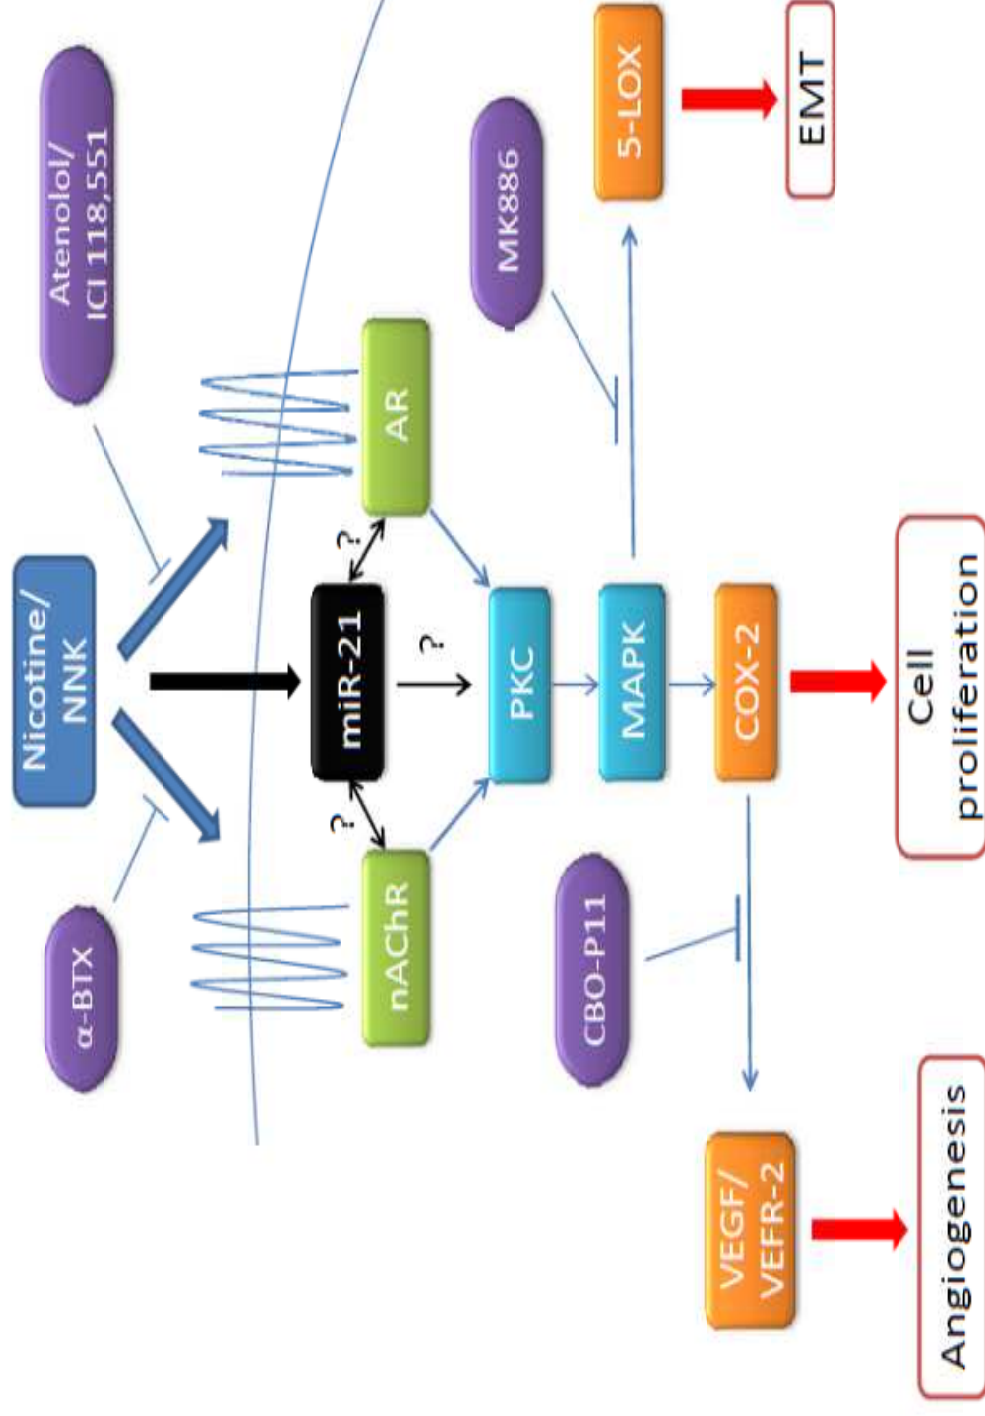 α-BTX
Nicotine/
NNK
Atenolol/
ICI 118,551
nAChR
?
miR-21
?
AR
?
PKC
MAPK
MK886
5-LOX
EMT
CBO-P11
COX-2
VEGF/
VEFR-2
Angiogenesis
Cell
proliferation